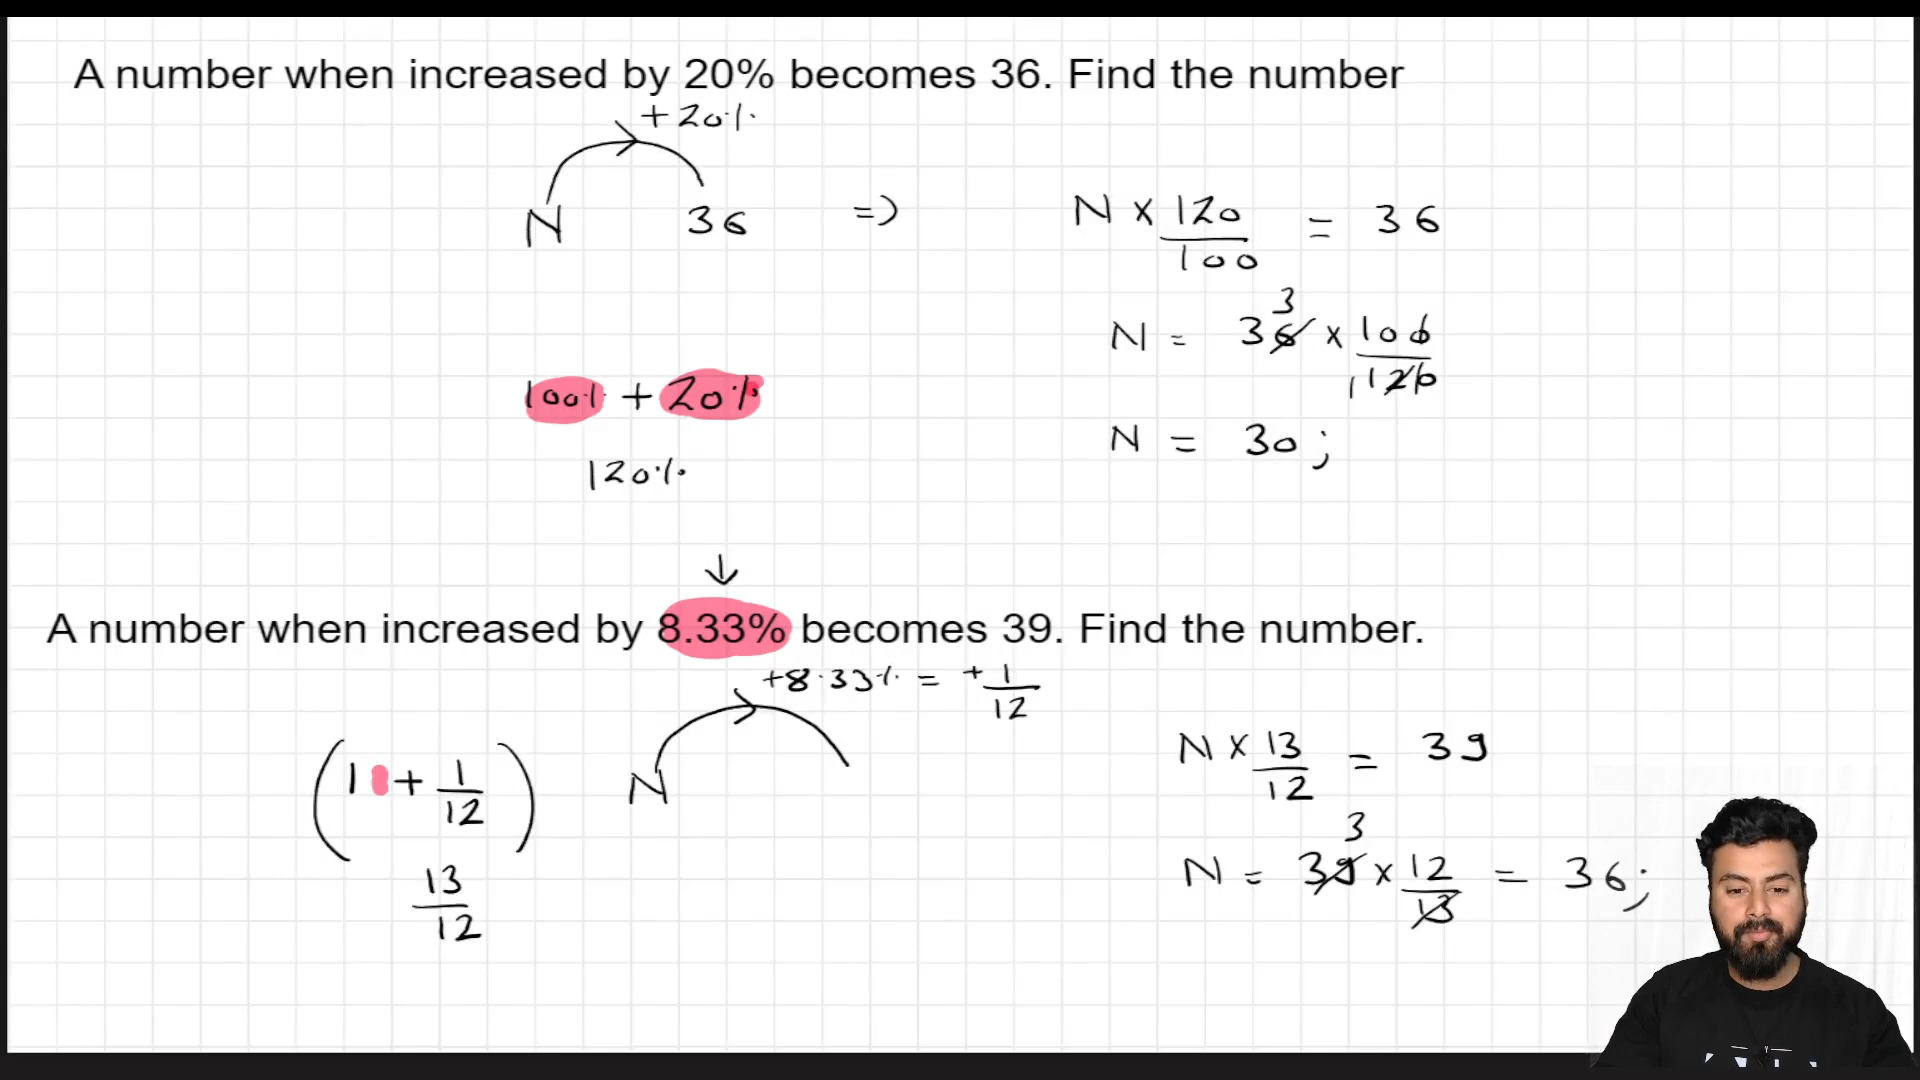 A number when increased by 20% becomes 36. Find the number
+20%
N 36 => N × 120/100 = 36
3
N = 36 × 100/120
100% + 20%
N = 30;
120%
↓
A number when increased by 8.33% becomes 39. Find the number.
+8.33% = +1/12
(1 + 1/12) N
N × 13/12 = 39
3
13/12
N = 39 × 12/13 = 36;